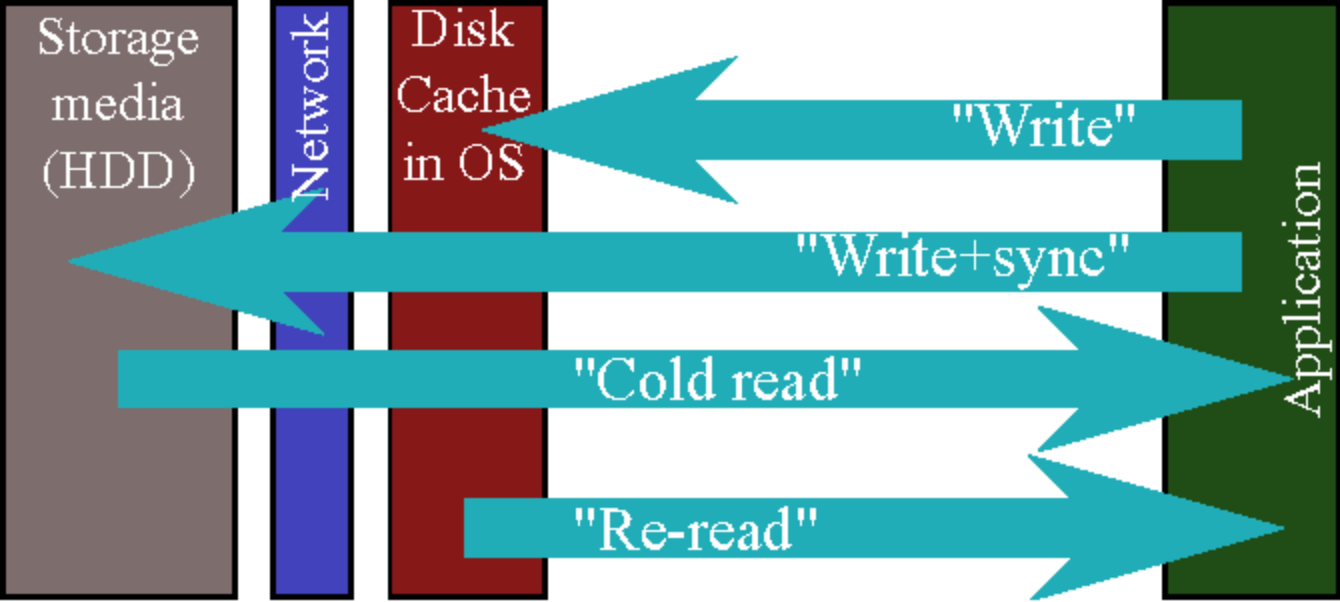 Storage
media
(HDD)
Network
Disk
Cache
in OS
"Write"
"Write+sync"
"Cold read"
"Re-read"
Application